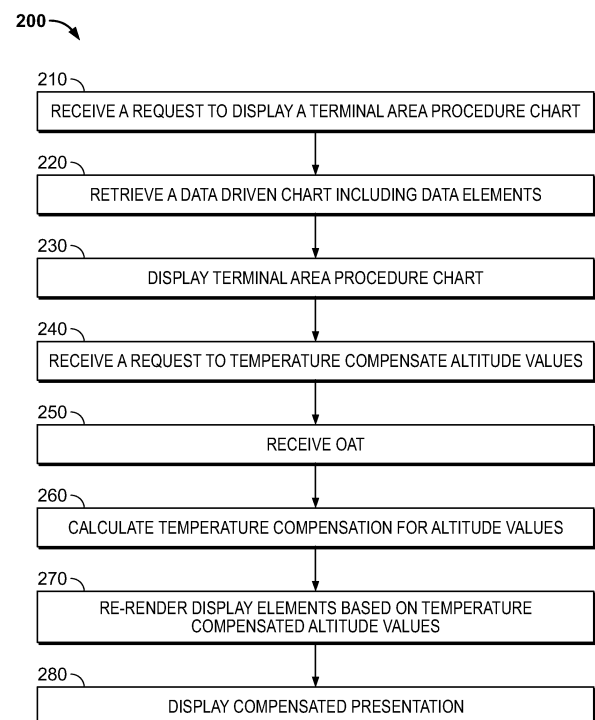 200
210
RECEIVE A REQUEST TO DISPLAY A TERMINAL AREA PROCEDURE CHART
220
RETRIEVE A DATA DRIVEN CHART INCLUDING DATA ELEMENTS
230
DISPLAY TERMINAL AREA PROCEDURE CHART
240
RECEIVE A REQUEST TO TEMPERATURE COMPENSATE ALTITUDE VALUES
250
RECEIVE OAT
260
CALCULATE TEMPERATURE COMPENSATION FOR ALTITUDE VALUES
270
RE-RENDER DISPLAY ELEMENTS BASED ON TEMPERATURE
COMPENSATED ALTITUDE VALUES
280
DISPLAY COMPENSATED PRESENTATION